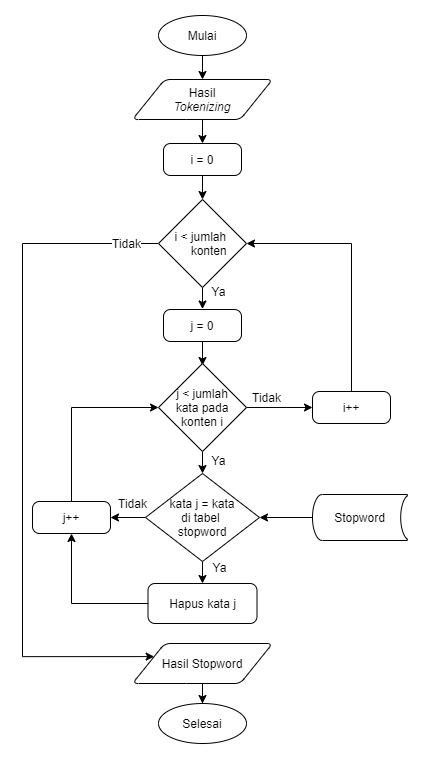 Mulai
Hasil
Tokenizing
i = 0
i < jumlah
konten
Tidak
Ya
j = 0
j < jumlah
kata pada
konten i
Tidak
i++
Ya
kata j = kata
di tabel
stopword
Tidak
j++
Stopword
Ya
Hapus kata j
Hasil Stopword
Selesai